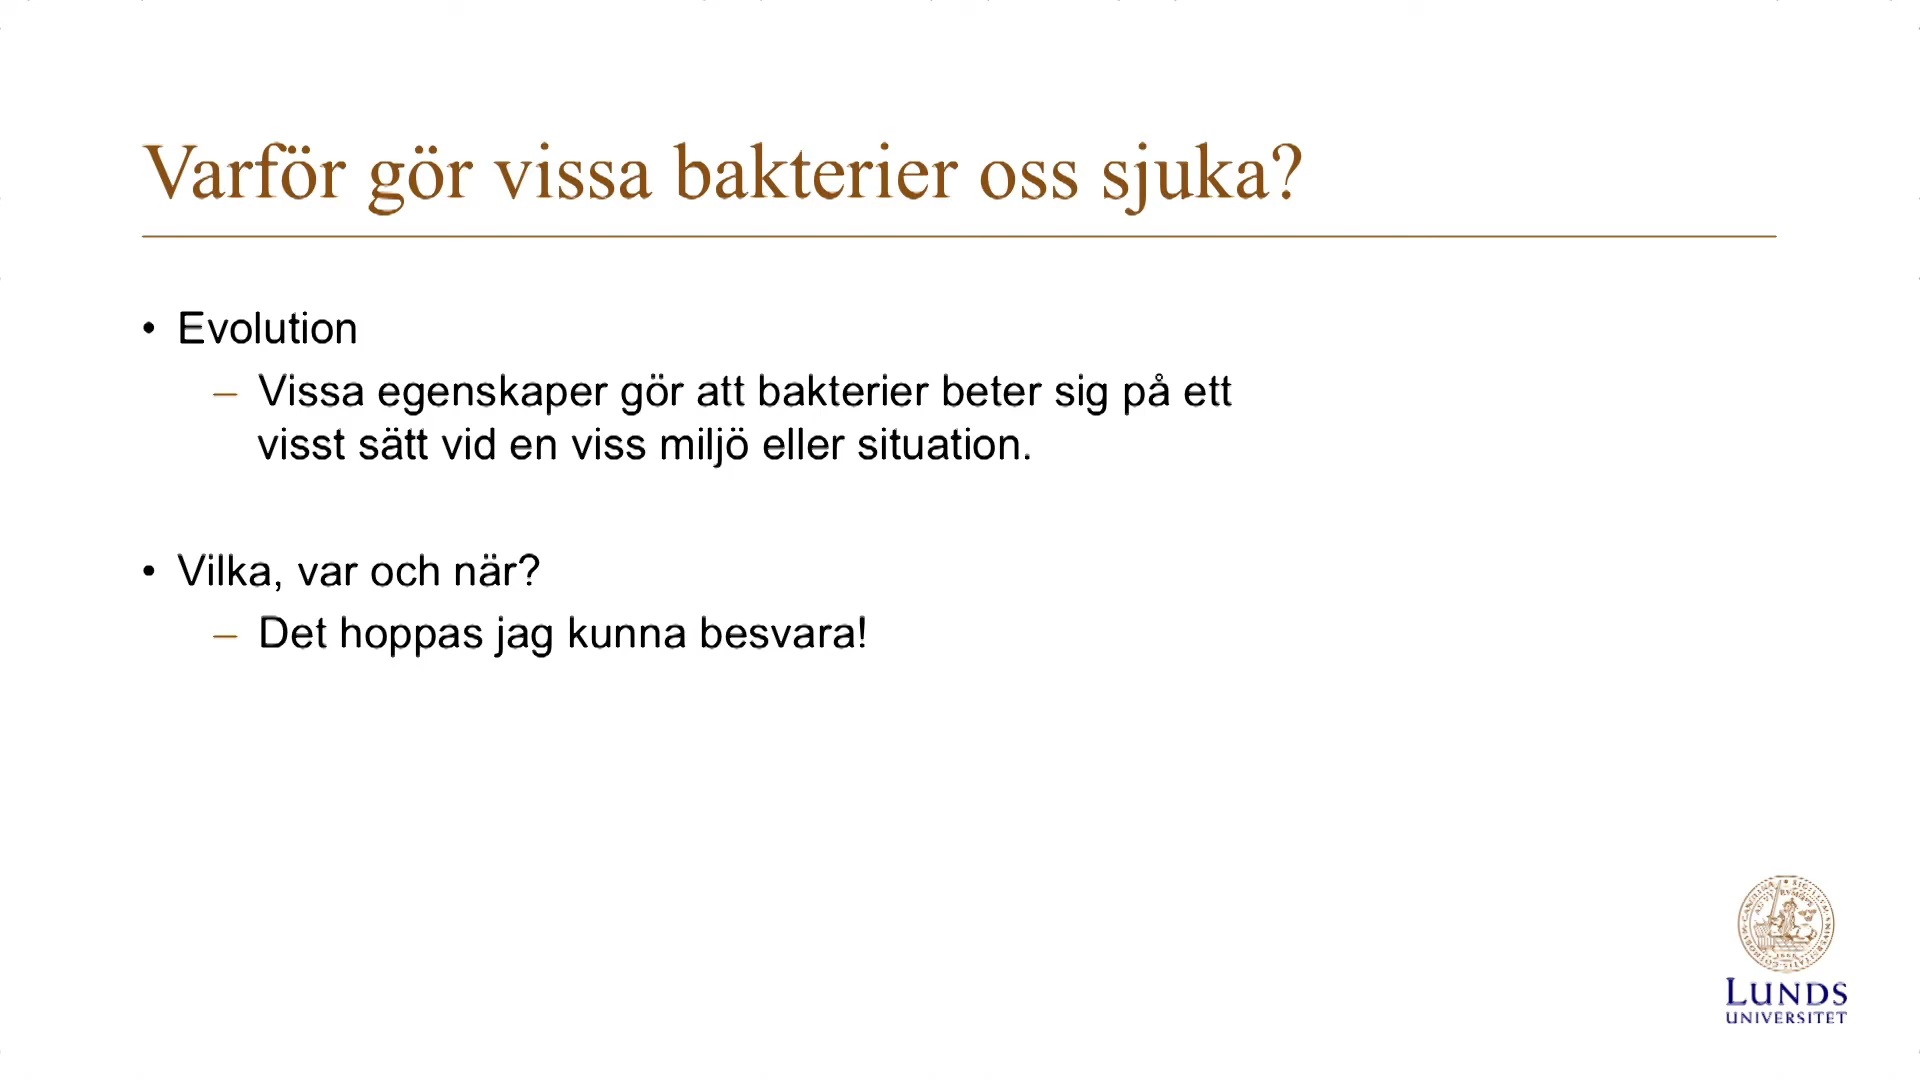 Varför gör vissa bakterier oss sjuka?
• Evolution
– Vissa egenskaper gör att bakterier beter sig på ett
visst sätt vid en viss miljö eller situation.
• Vilka, var och när?
– Det hoppas jag kunna besvara!
LUNDS
UNIVERSITET